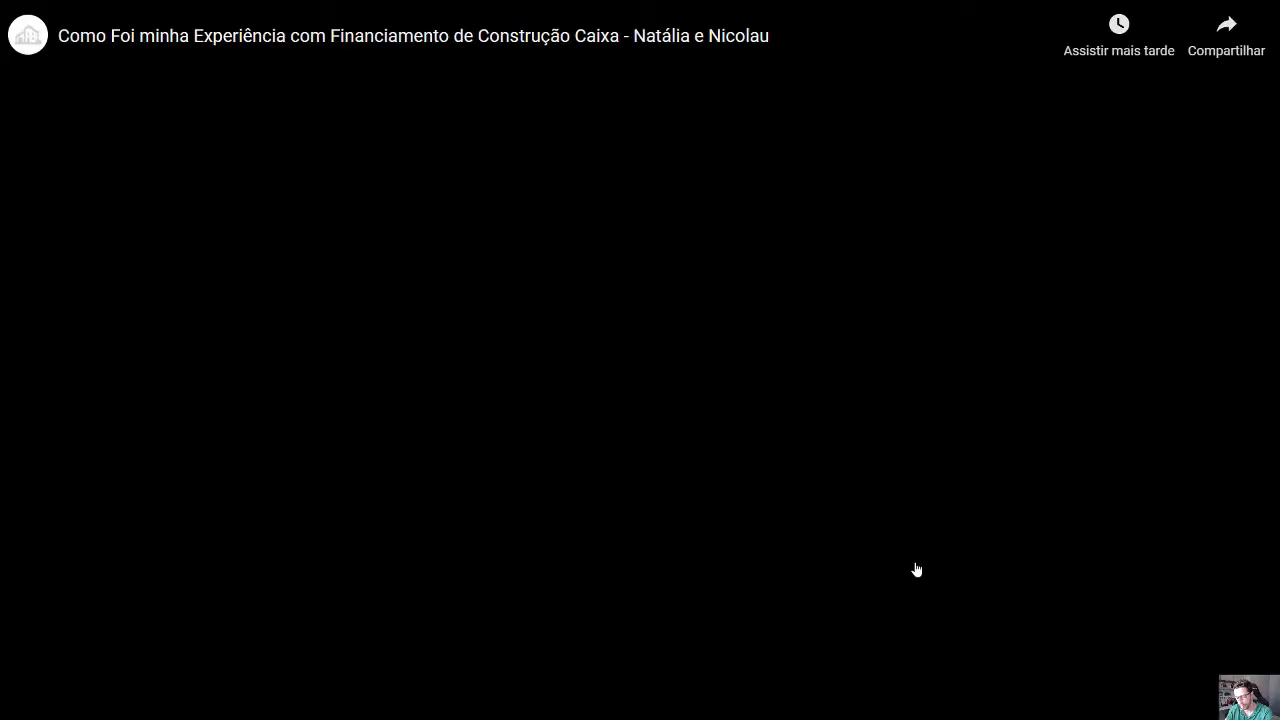 Como Foi minha Experiência com Financiamento de Construção Caixa - Natália e Nicolau
Assistir mais tarde
Compartilhar